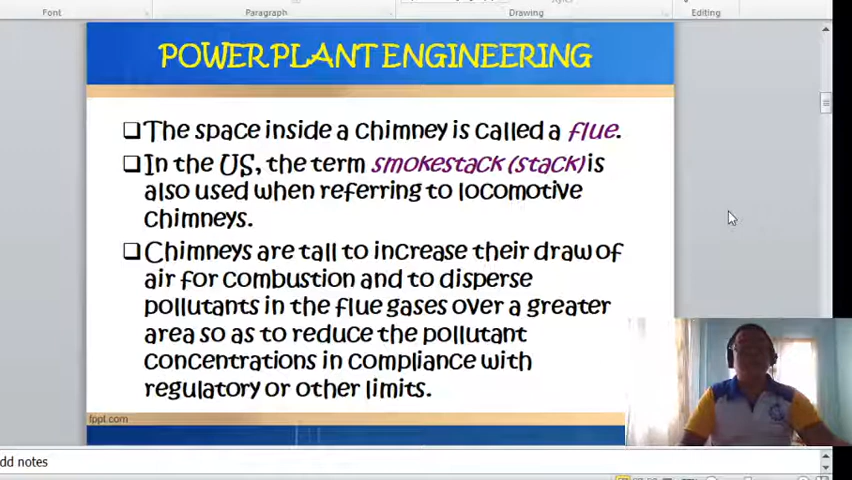 Font Paragraph Drawing Editing
POWER PLANT ENGINEERING
The space inside a chimney is called a flue.
In the US, the term smokestack (stack) is
also used when referring to locomotive
chimneys.
Chimneys are tall to increase their draw of
air for combustion and to disperse
pollutants in the flue gases over a greater
area so as to reduce the pollutant
concentrations in compliance with
regulatory or other limits.
fppt.com
dd notes